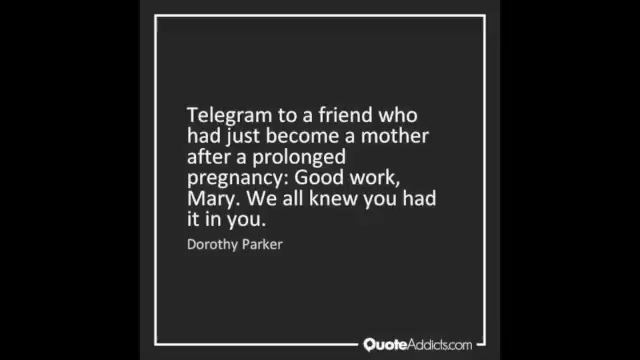 Telegram to a friend who
had just become a mother
after a prolonged
pregnancy: Good work,
Mary. We all knew you had
it in you.
Dorothy Parker
QuoteAddicts.com